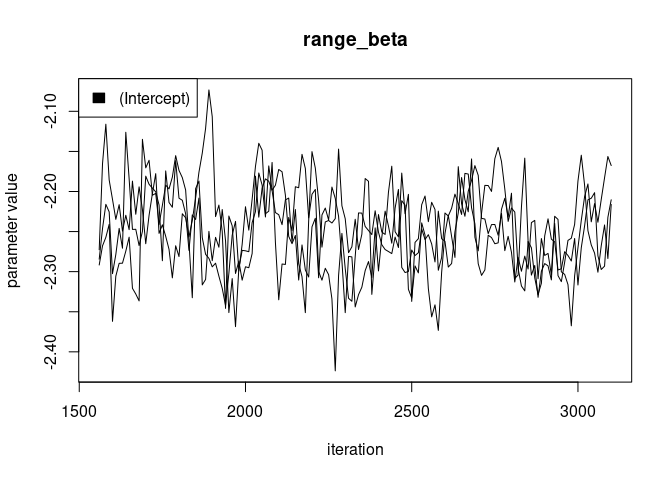 range_beta
(Intercept)
parameter value
-2.10
-2.20
-2.30
-2.40
1500 2000 2500 3000
iteration